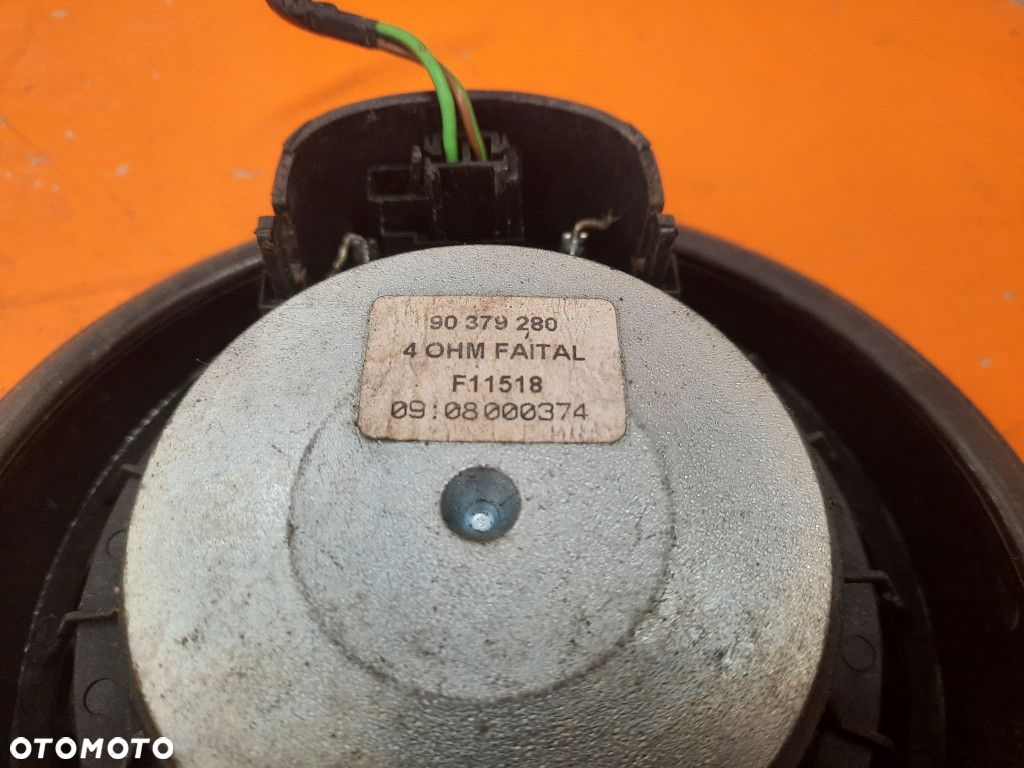 90 379 280
4 OHM FAITAL
F11518
09:08000374
OTOMOTO